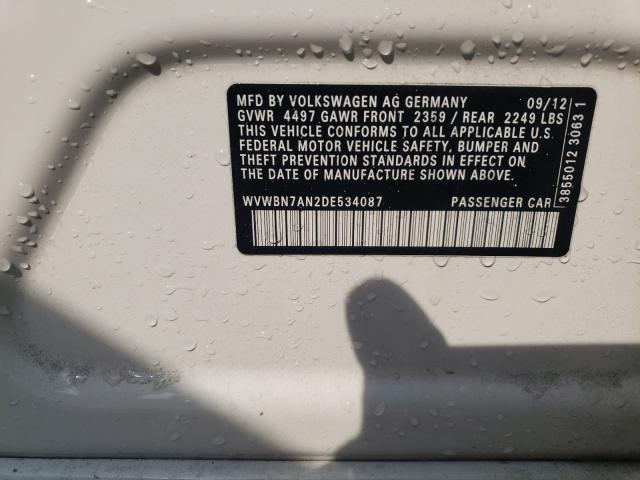 MFD BY VOLKSWAGEN AG GERMANY 09/12
GVWR 4497 GAWR FRONT 2359 / REAR 2249 LBS
THIS VEHICLE CONFORMS TO ALL APPLICABLE U.S.
FEDERAL MOTOR VEHICLE SAFETY, BUMPER AND
THEFT PREVENTION STANDARDS IN EFFECT ON
THE DATE OF MANUFACTURE SHOWN ABOVE.
WVWBN7AN2DE534087 PASSENGER CAR
3855012 3063 1